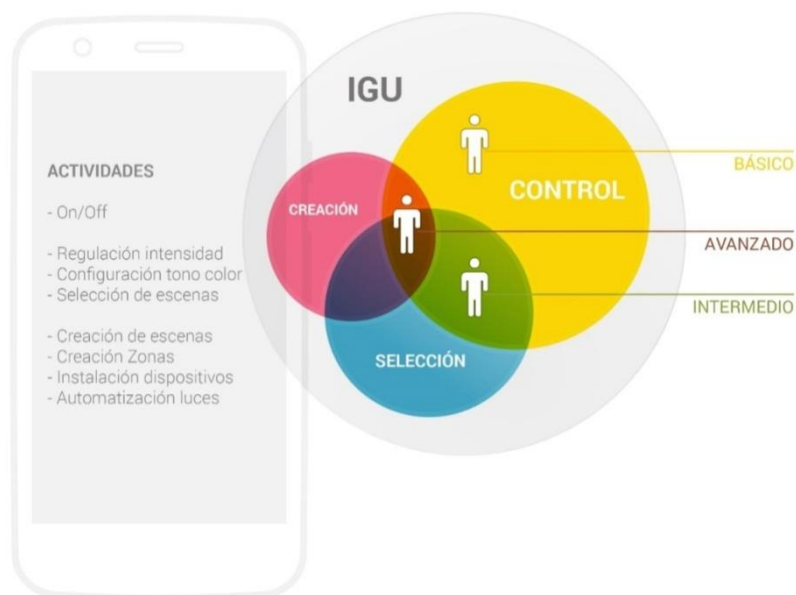 IGU
ACTIVIDADES
- On/Off
- Regulación intensidad
- Configuración tono color
- Selección de escenas
- Creación de escenas
- Creación Zonas
- Instalación dispositivos
- Automatización luces
CREACIÓN
CONTROL
SELECCIÓN
BÁSICO
AVANZADO
INTERMEDIO